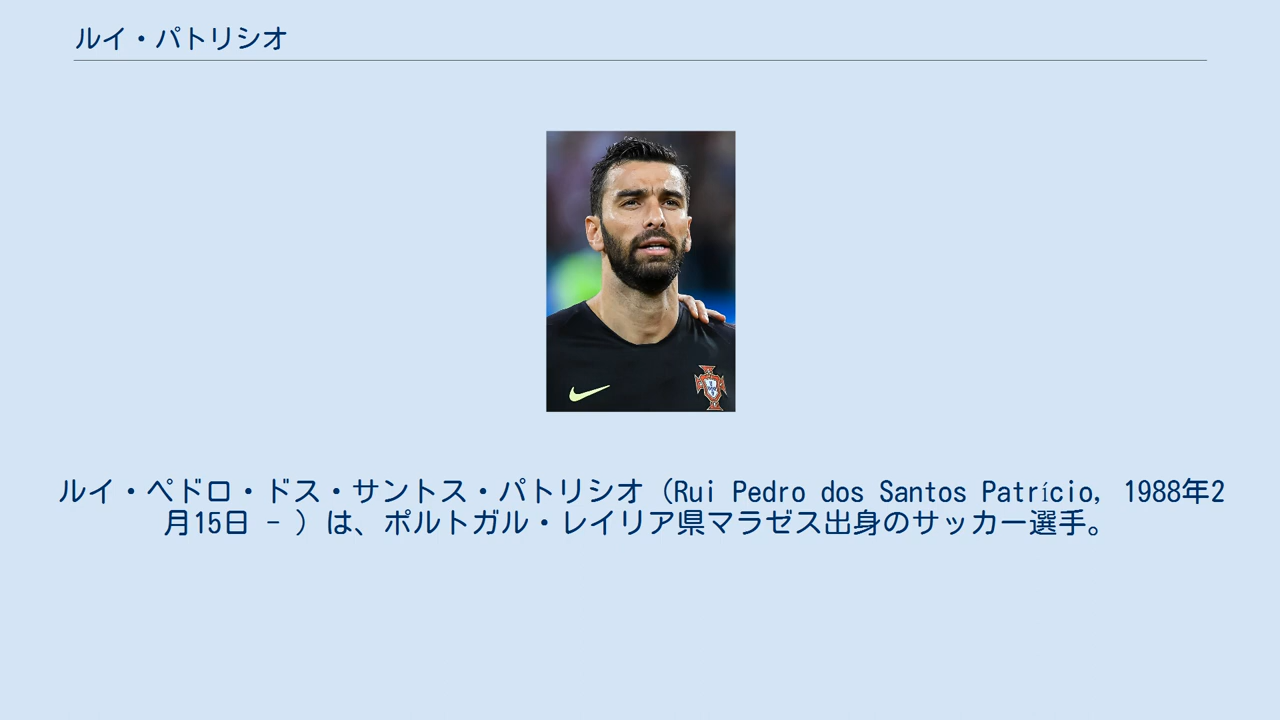 ルイ・パトリシオ
ルイ・ペドロ・ドス・サントス・パトリシオ（Rui Pedro dos Santos Patrício, 1988年2
月15日 - ）は、ポルトガル・レイリア県マラゼス出身のサッカー選手。